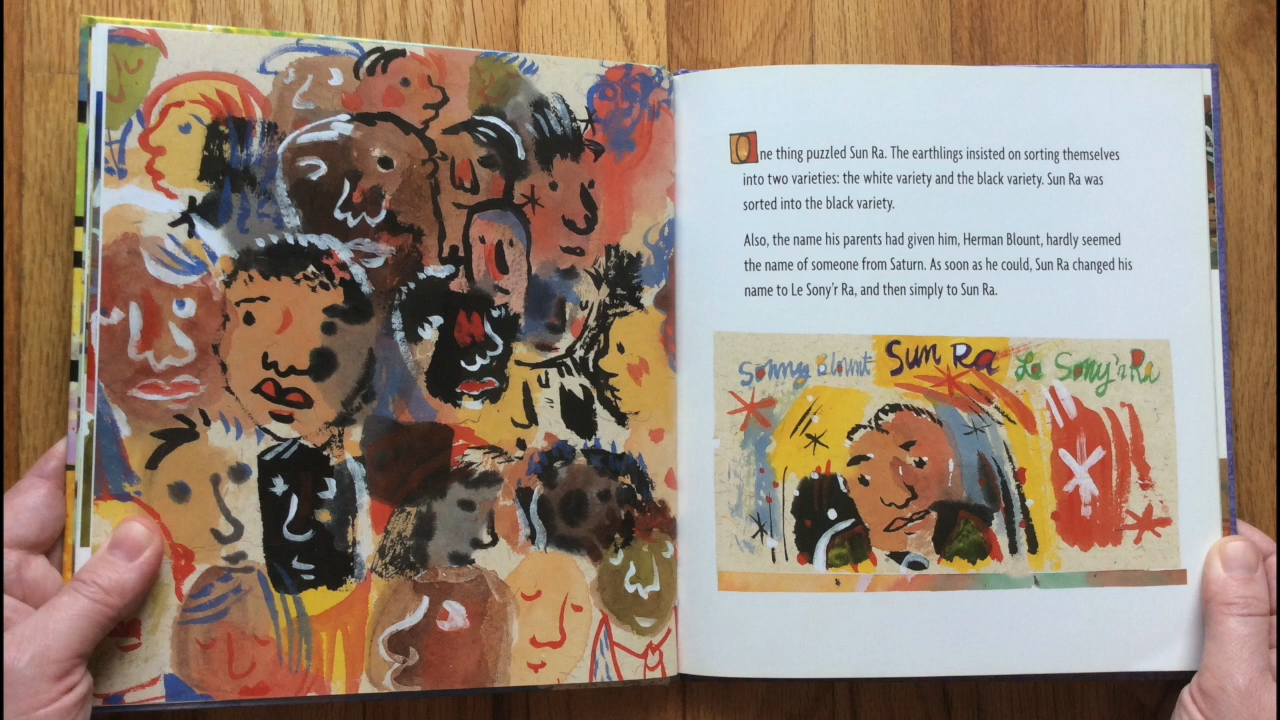 One thing puzzled Sun Ra. The earthlings insisted on sorting themselves
into two varieties: the white variety and the black variety. Sun Ra was
sorted into the black variety.
Also, the name his parents had given him, Herman Blount, hardly seemed
the name of someone from Saturn. As soon as he could, Sun Ra changed his
name to Le Sony’r Ra, and then simply to Sun Ra.
Sonny Blount Sun Ra Le Sony'r Ra